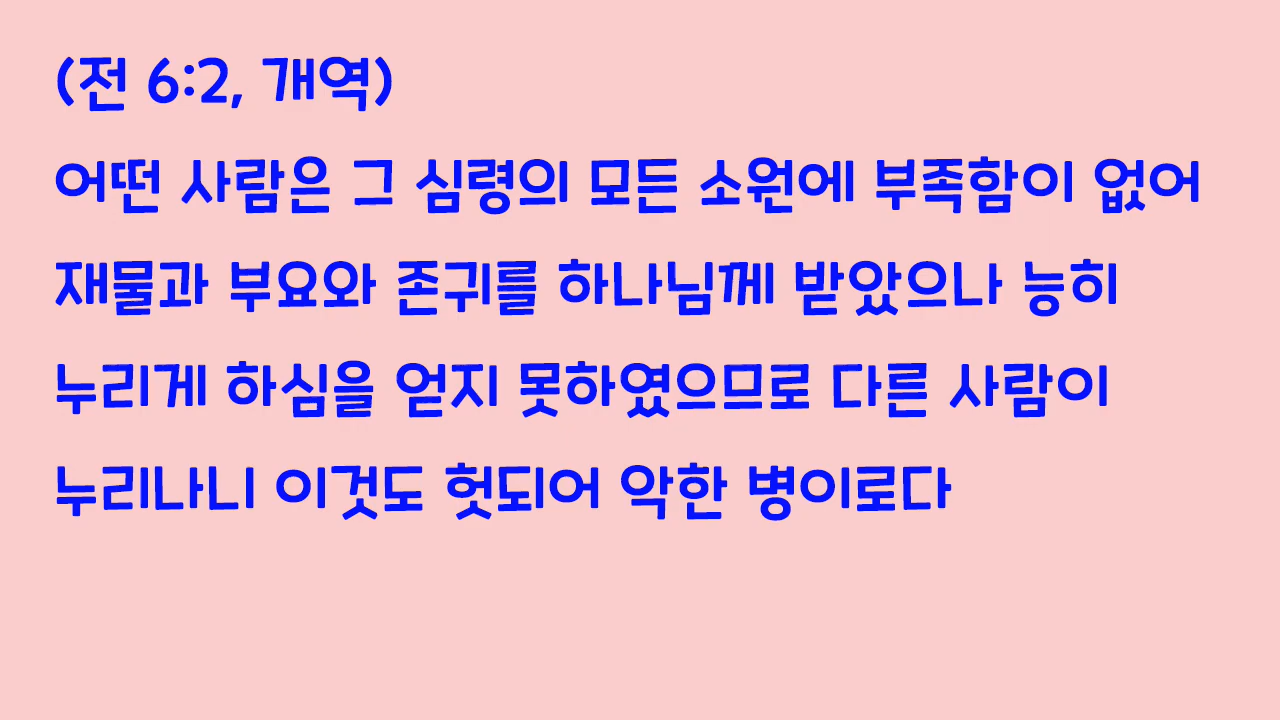 (전 6:2, 개역)
어떤 사람은 그 심령의 모든 소원에 부족함이 없어
재물과 부요와 존귀를 하나님께 받았으나 능히
누리게 하심을 얻지 못하였으므로 다른 사람이
누리나니 이것도 헛되어 악한 병이로다